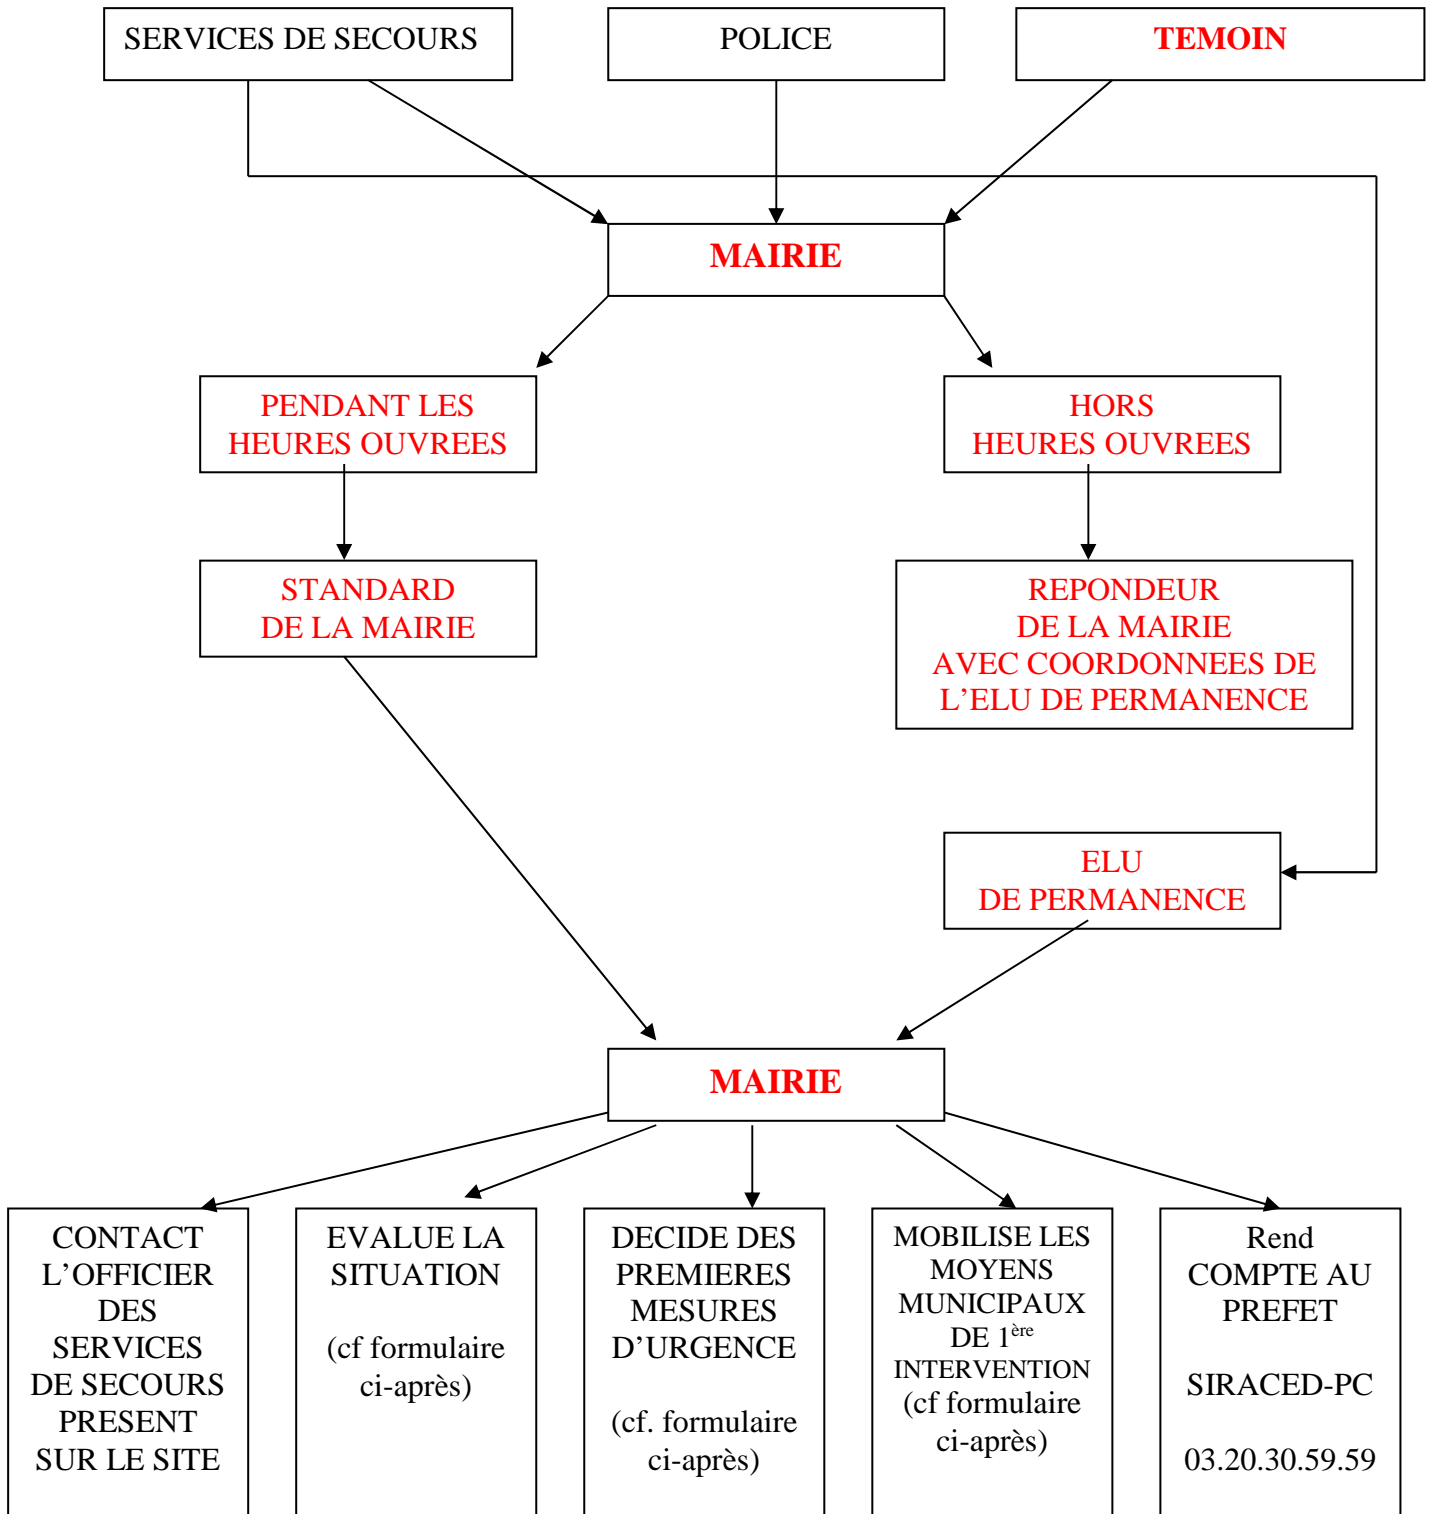 SERVICES DE SECOURS
POLICE
TEMOIN
MAIRIE
PENDANT LES
HEURES OUVREES
HORS
HEURES OUVREES
STANDARD
DE LA MAIRIE
REPONDEUR
DE LA MAIRIE
AVEC COORDONNEES DE
L’ELU DE PERMANENCE
ELU
DE PERMANENCE
MAIRIE
CONTACT
L’OFFICIER
DES
SERVICES
DE SECOURS
PRESENT
SUR LE SITE
EVALUE LA
SITUATION
(cf formulaire
ci-après)
DECIDE DES
PREMIERES
MESURES
D’URGENCE
(cf. formulaire
ci-après)
MOBILISE LES
MOYENS
MUNICIPAUX
DE 1ère
INTERVENTION
(cf formulaire
ci-après)
Rend
COMPTE AU
PREFET
SIRACED-PC
03.20.30.59.59